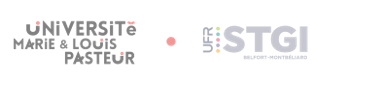 UNIVERSITÉ
MARIE & LOUIS
PASTEUR
UFR STGI
BELFORT-MONTBÉLIARD